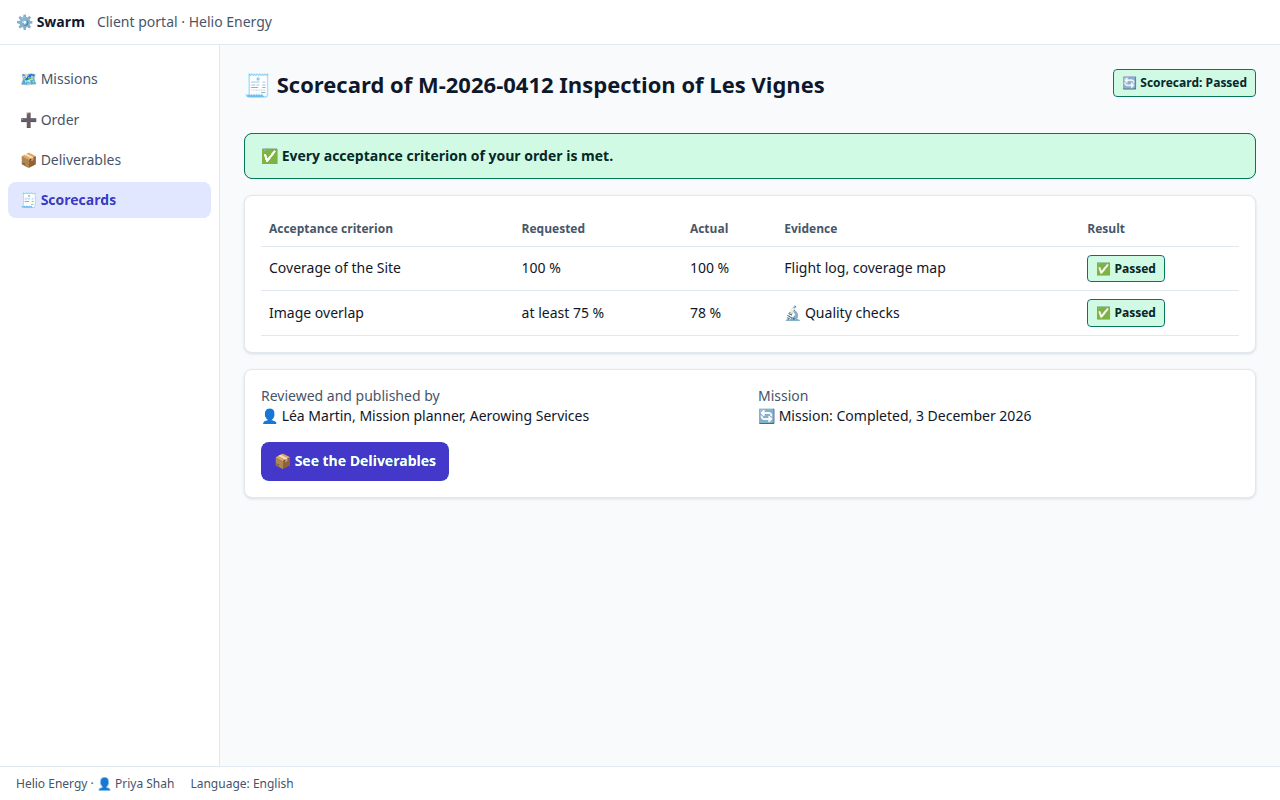 ⚙️ Swarm Client portal · Helio Energy
🗺️ Missions
➕ Order
📦 Deliverables
🧾 Scorecards
🧾 Scorecard of M-2026-0412 Inspection of Les Vignes
🔄 Scorecard: Passed
✅ Every acceptance criterion of your order is met.
Acceptance criterion Requested Actual Evidence Result
Coverage of the Site 100 % 100 % Flight log, coverage map ✅ Passed
Image overlap at least 75 % 78 % 🔬 Quality checks ✅ Passed
Reviewed and published by
👤 Léa Martin, Mission planner, Aerowing Services
Mission
🔄 Mission: Completed, 3 December 2026
📦 See the Deliverables
Helio Energy · 👤 Priya Shah Language: English